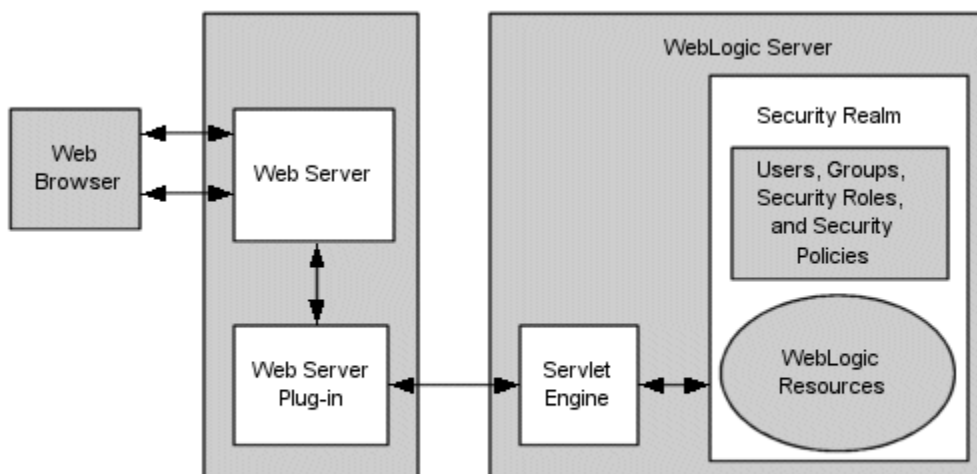 WebLogic Server
Security Realm
Web
Browser
Web Server
Users, Groups,
Security Roles,
and Security
Policies
Web Server
Plug-in
Servlet
Engine
WebLogic
Resources